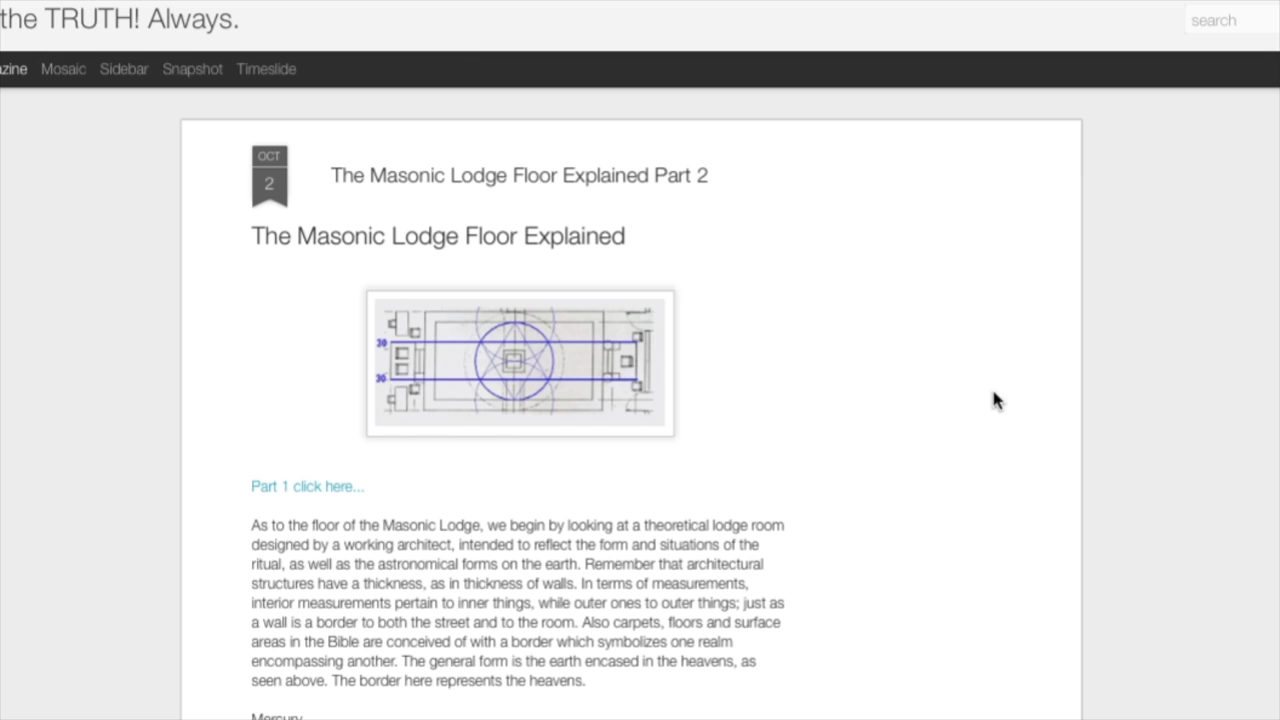 the TRUTH! Always.
search
azine Mosaic Sidebar Snapshot Timeslide
OCT
2
The Masonic Lodge Floor Explained Part 2
The Masonic Lodge Floor Explained
30
30
Part 1 click here...
As to the floor of the Masonic Lodge, we begin by looking at a theoretical lodge room
designed by a working architect, intended to reflect the form and situations of the
ritual, as well as the astronomical forms on the earth. Remember that architectural
structures have a thickness, as in thickness of walls. In terms of measurements,
interior measurements pertain to inner things, while outer ones to outer things; just as
a wall is a border to both the street and to the room. Also carpets, floors and surface
areas in the Bible are conceived of with a border which symbolizes one realm
encompassing another. The general form is the earth encased in the heavens, as
seen above. The border here represents the heavens.
Mercury